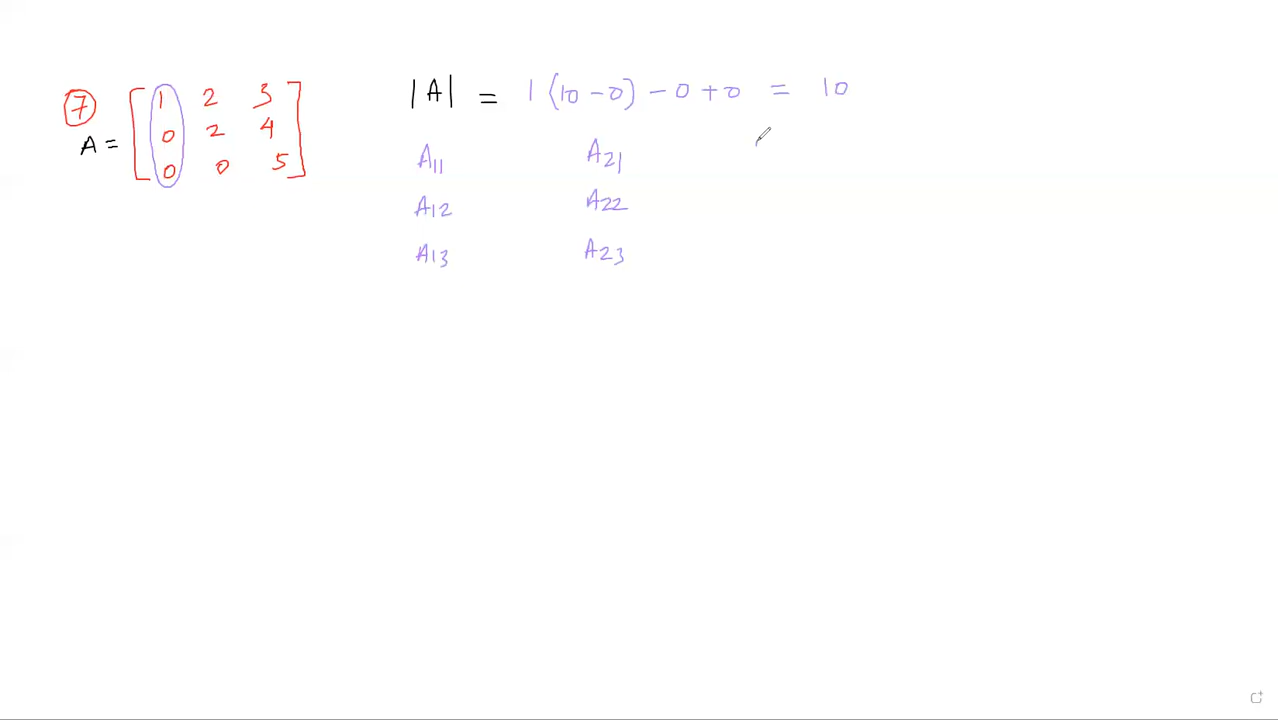 ⑦ A = [ 1 2 3
0 2 4
0 0 5 ]
|A| = 1 (10 - 0) - 0 + 0 = 10
A11 A21
A12 A22
A13 A23